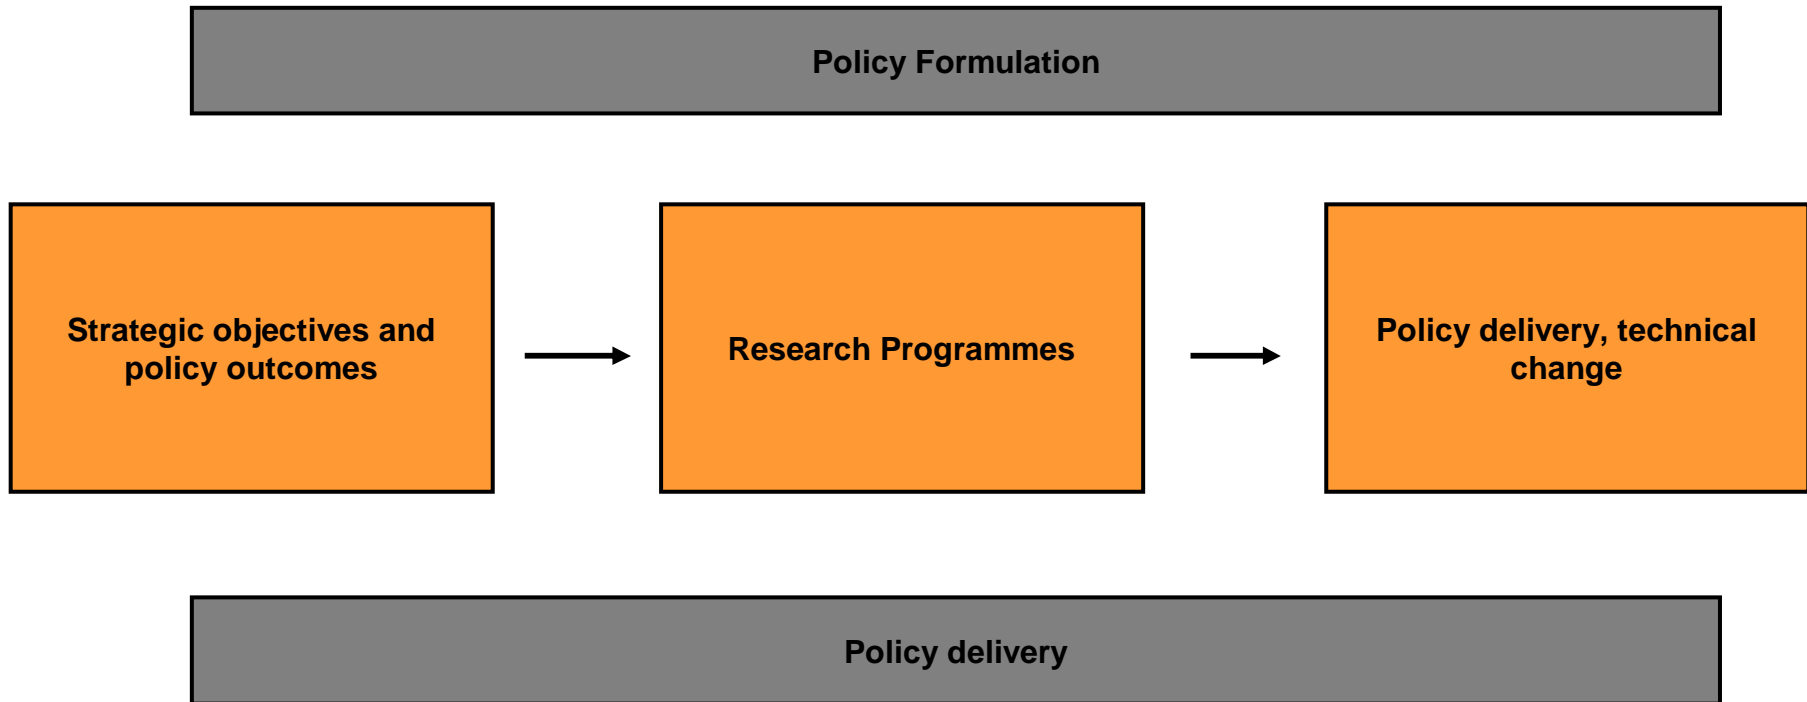 Policy Formulation
Strategic objectives and
policy outcomes
Research Programmes
Policy delivery, technical
change
Policy delivery